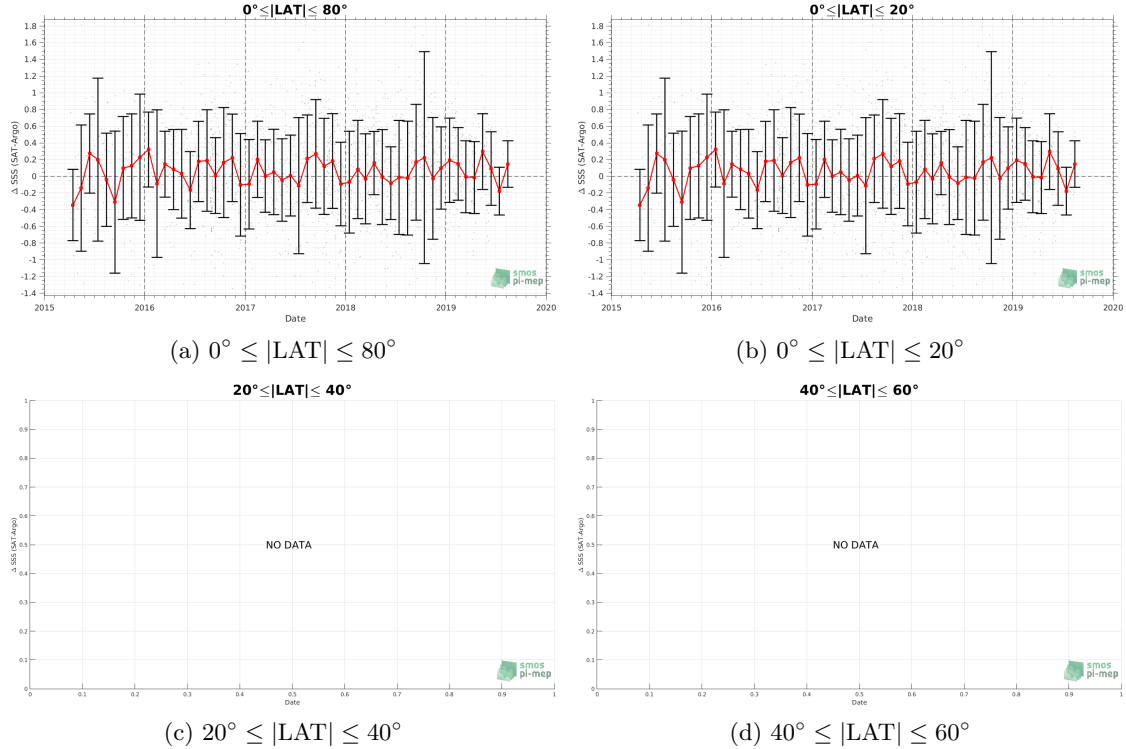 0°≤|LAT|≤ 80°
1.8
1.6
1.4
1.2
1
0.8
0.6
0.4
0.2
0
-0.2
-0.4
-0.6
-0.8
-1
-1.2
-1.4
Δ SSS (SAT-Argo)
2015 2016 2017 2018 2019 2020
Date
smos
pi-mep
(a) 0° ≤ |LAT| ≤ 80°
0°≤|LAT|≤ 20°
1.8
1.6
1.4
1.2
1
0.8
0.6
0.4
0.2
0
-0.2
-0.4
-0.6
-0.8
-1
-1.2
-1.4
Δ SSS (SAT-Argo)
2015 2016 2017 2018 2019 2020
Date
smos
pi-mep
(b) 0° ≤ |LAT| ≤ 20°
20°≤|LAT|≤ 40°
1
0.9
0.8
0.7
0.6
0.5
0.4
0.3
0.2
0.1
0
Δ SSS (SAT-Argo)
NO DATA
0 0.1 0.2 0.3 0.4 0.5 0.6 0.7 0.8 0.9 1
Date
smos
pi-mep
(c) 20° ≤ |LAT| ≤ 40°
40°≤|LAT|≤ 60°
1
0.9
0.8
0.7
0.6
0.5
0.4
0.3
0.2
0.1
0
Δ SSS (SAT-Argo)
NO DATA
0 0.1 0.2 0.3 0.4 0.5 0.6 0.7 0.8 0.9 1
Date
smos
pi-mep
(d) 40° ≤ |LAT| ≤ 60°